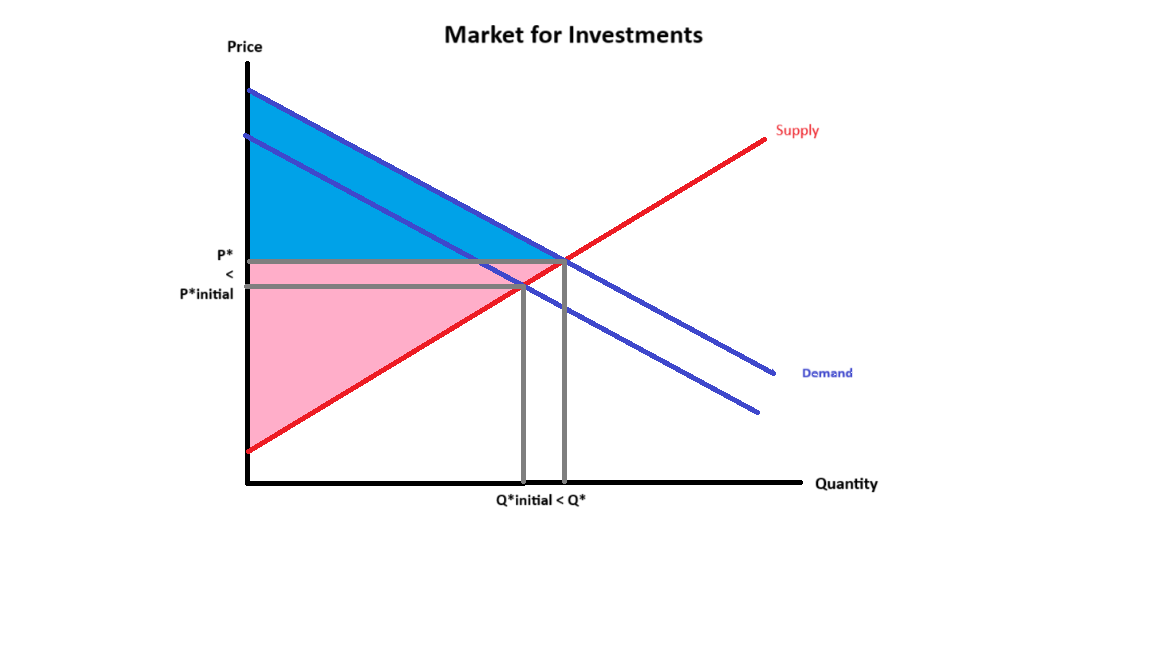 Market for Investments
Price
Supply
P*
<
P*initial
Demand
Quantity
Q*initial < Q*